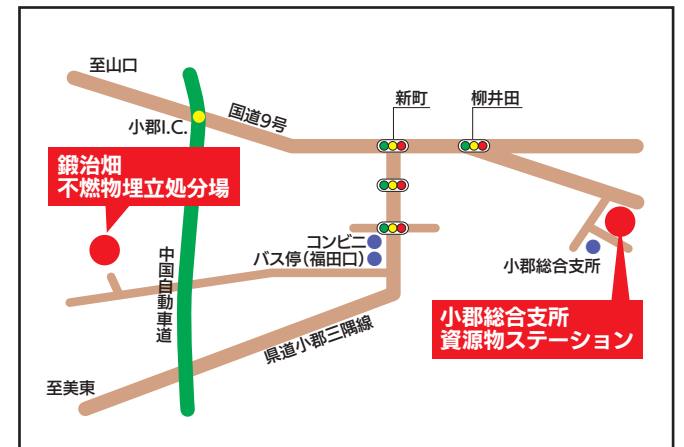 至山口
新町
柳井田
国道9号
小郡I.C.
鍛治畑
不燃物埋立処分場
コンビニ
バス停(福田口)
中国自動車道
小郡総合支所
小郡総合支所
資源物ステーション
県道小郡三隅線
至美東